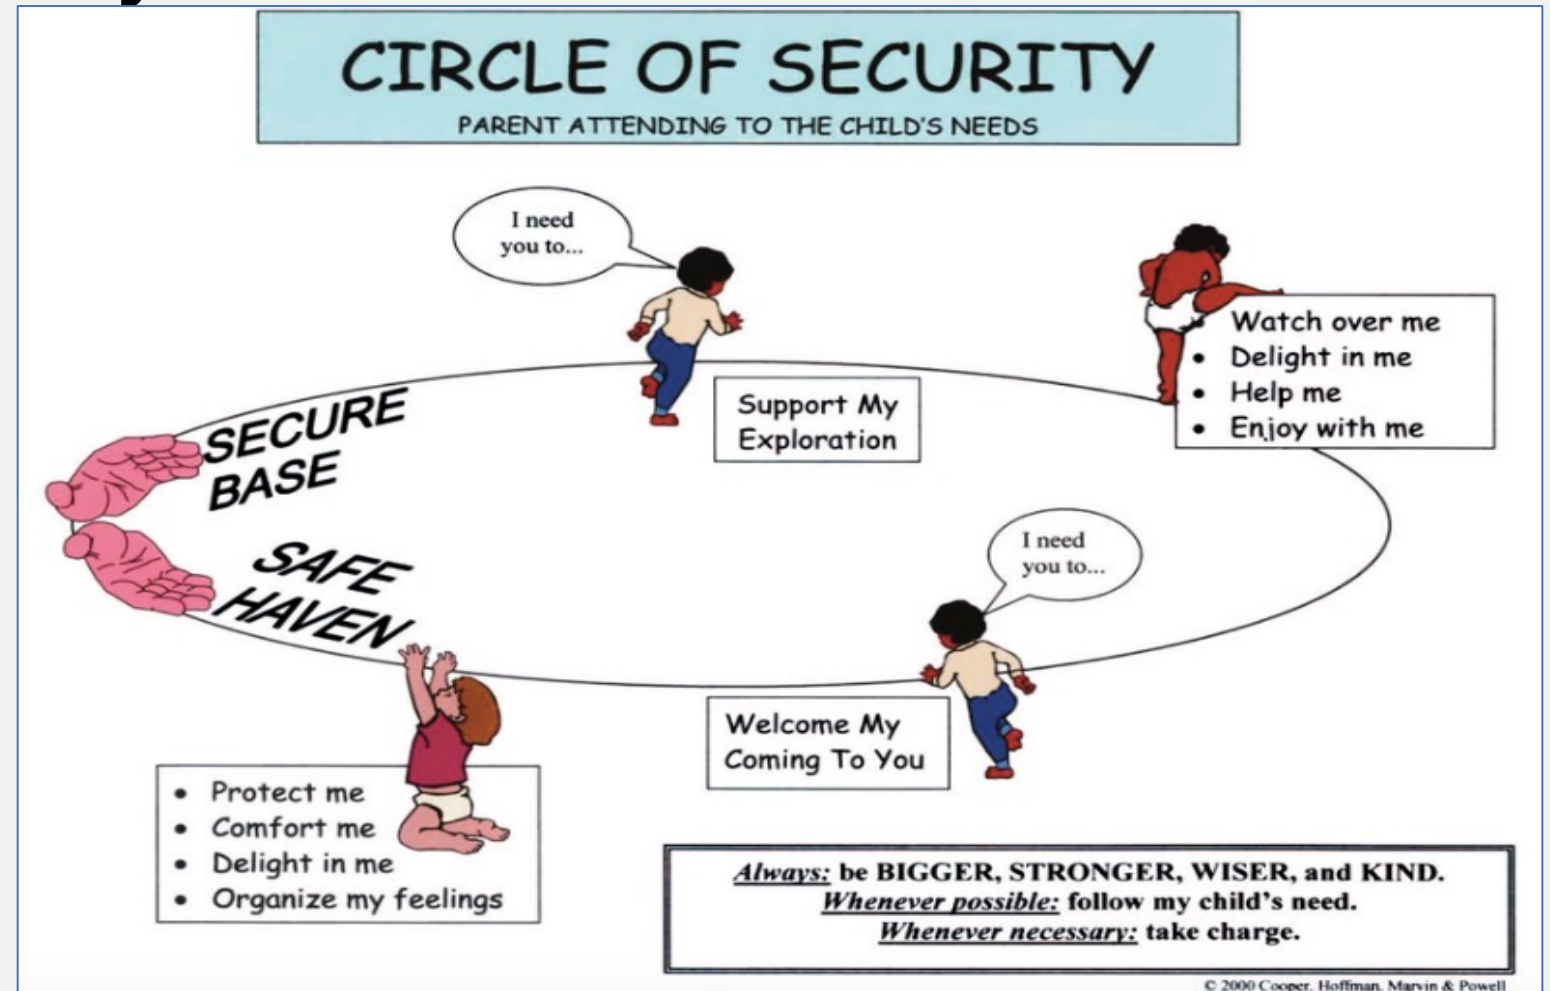 CIRCLE OF SECURITY
PARENT ATTENDING TO THE CHILD'S NEEDS
I need
you to...
Support My
Exploration
• Watch over me
• Delight in me
• Help me
• Enjoy with me
SECURE
BASE
SAFE
HAVEN
I need
you to...
Welcome My
Coming To You
• Protect me
• Comfort me
• Delight in me
• Organize my feelings
Always: be BIGGER, STRONGER, WISER, and KIND.
Whenever possible: follow my child's need.
Whenever necessary: take charge.
© 2000 Cooper, Hoffman, Marvin & Powell